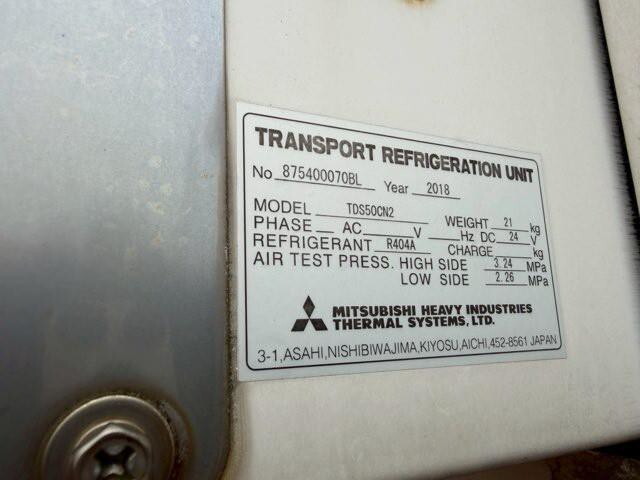 TRANSPORT REFRIGERATION UNIT
No 875400070BL Year 2018
MODEL TDS50CN2 WEIGHT 21 kg
PHASE AC V Hz DC 24 V
REFRIGERANT R404A CHARGE kg
AIR TEST PRESS. HIGH SIDE 3.24 MPa
LOW SIDE 2.26 MPa
MITSUBISHI HEAVY INDUSTRIES
THERMAL SYSTEMS, LTD.
3-1,ASAHI,NISHIBIWAJIMA,KIYOSU,AICHI,452-8561 JAPAN